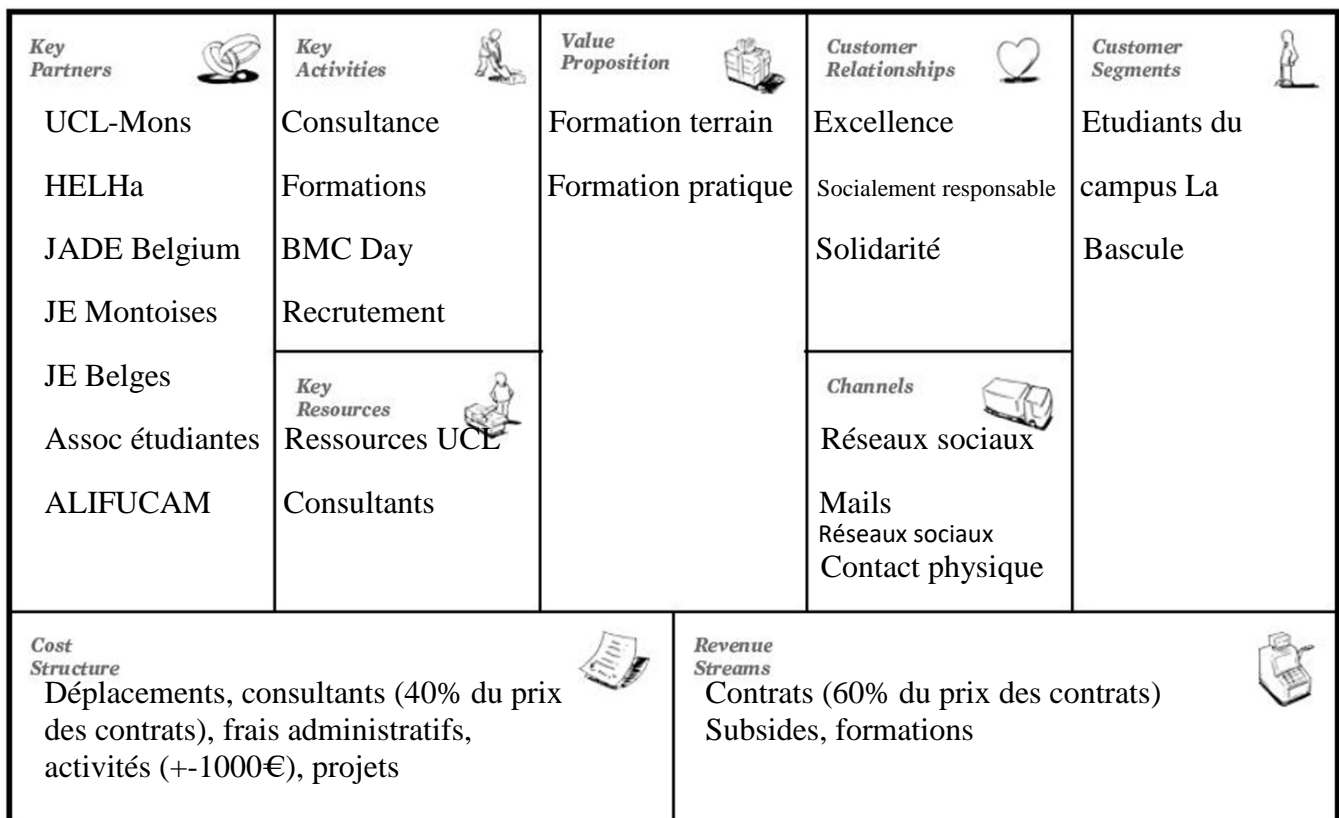 Key
Partners
UCL-Mons
HELHa
JADE Belgium
JE Montoises
JE Belges
Assoc étudiantes
ALIFUCAM
Key
Activities
Consultance
Formations
BMC Day
Recrutement
Key
Resources
Ressources UCL
Consultants
Value
Proposition
Formation terrain
Formation pratique
Customer
Relationships
Excellence
Socialement responsable
Solidarité
Channels
Réseaux sociaux
Mails
Réseaux sociaux
Contact physique
Customer
Segments
Etudiants du
campus La
Bascule
Cost
Structure
Déplacements, consultants (40% du prix
des contrats), frais administratifs,
activités (+-1000€), projets
Revenue
Streams
Contrats (60% du prix des contrats)
Subsides, formations